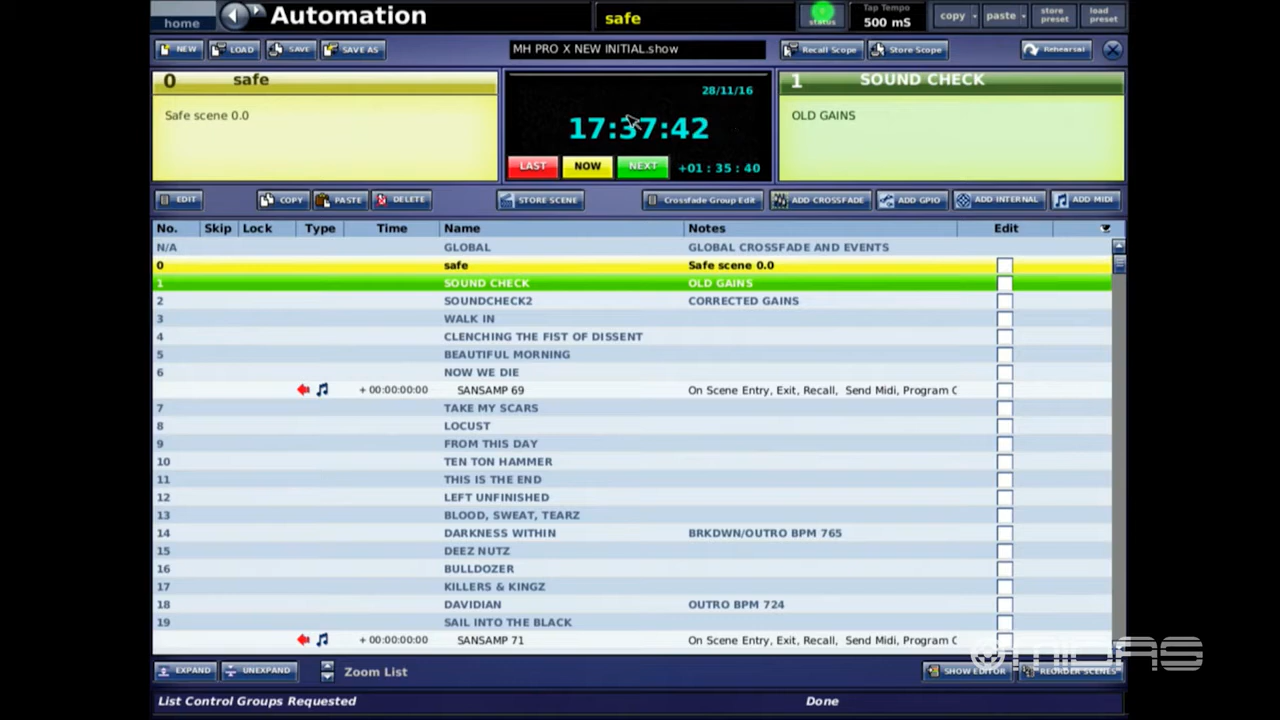 home Automation safe status Tap Tempo 500 mS copy paste store preset load preset
NEW LOAD SAVE SAVE AS MH PRO X NEW INITIAL.show Recall Scope Store Scope Rehearsal
0 safe
Safe scene 0.0
28/11/16
17:37:42
LAST NOW NEXT +01 : 35 : 40
1 SOUND CHECK
OLD GAINS
EDIT COPY PASTE DELETE STORE SCENE Crossfade Group Edit ADD CROSSFADE ADD GPIO ADD INTERNAL ADD MIDI
No. Skip Lock Type Time Name Notes Edit
N/A GLOBAL GLOBAL CROSSFADE AND EVENTS
0 safe Safe scene 0.0
1 SOUND CHECK OLD GAINS
2 SOUNDCHECK2 CORRECTED GAINS
3 WALK IN
4 CLENCHING THE FIST OF DISSENT
5 BEAUTIFUL MORNING
6 NOW WE DIE
+ 00:00:00:00 SANSAMP 69 On Scene Entry, Exit, Recall, Send Midi, Program C
7 TAKE MY SCARS
8 LOCUST
9 FROM THIS DAY
10 TEN TON HAMMER
11 THIS IS THE END
12 LEFT UNFINISHED
13 BLOOD, SWEAT, TEARZ
14 DARKNESS WITHIN BRKDWN/OUTRO BPM 765
15 DEEZ NUTZ
16 BULLDOZER
17 KILLERS & KINGZ
18 DAVIDIAN OUTRO BPM 724
19 SAIL INTO THE BLACK
+ 00:00:00:00 SANSAMP 71 On Scene Entry, Exit, Recall, Send Midi, Program C
MIDAS
EXPAND UNEXPAND Zoom List SHOW EDITOR REORDER SCENES
List Control Groups Requested Done